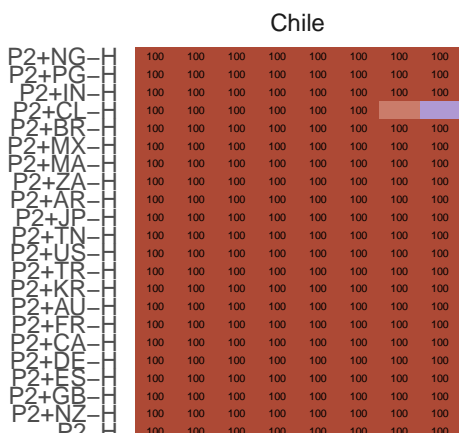 Chile
P2+NG−H 100 100 100 100 100 100 100 100
P2+PG−H 100 100 100 100 100 100 100 100
P2+IN−H 100 100 100 100 100 100 100 100
P2+CL−H 100 100 100 100 100 100
P2+BR−H 100 100 100 100 100 100 100 100
P2+MX−H 100 100 100 100 100 100 100 100
P2+MA−H 100 100 100 100 100 100 100 100
P2+ZA−H 100 100 100 100 100 100 100 100
P2+AR−H 100 100 100 100 100 100 100 100
P2+JP−H 100 100 100 100 100 100 100 100
P2+TN−H 100 100 100 100 100 100 100 100
P2+US−H 100 100 100 100 100 100 100 100
P2+TR−H 100 100 100 100 100 100 100 100
P2+KR−H 100 100 100 100 100 100 100 100
P2+AU−H 100 100 100 100 100 100 100 100
P2+FR−H 100 100 100 100 100 100 100 100
P2+CA−H 100 100 100 100 100 100 100 100
P2+DE−H 100 100 100 100 100 100 100 100
P2+ES−H 100 100 100 100 100 100 100 100
P2+GB−H 100 100 100 100 100 100 100 100
P2+NZ−H 100 100 100 100 100 100 100 100
100 100 100 100 100 100 100 100